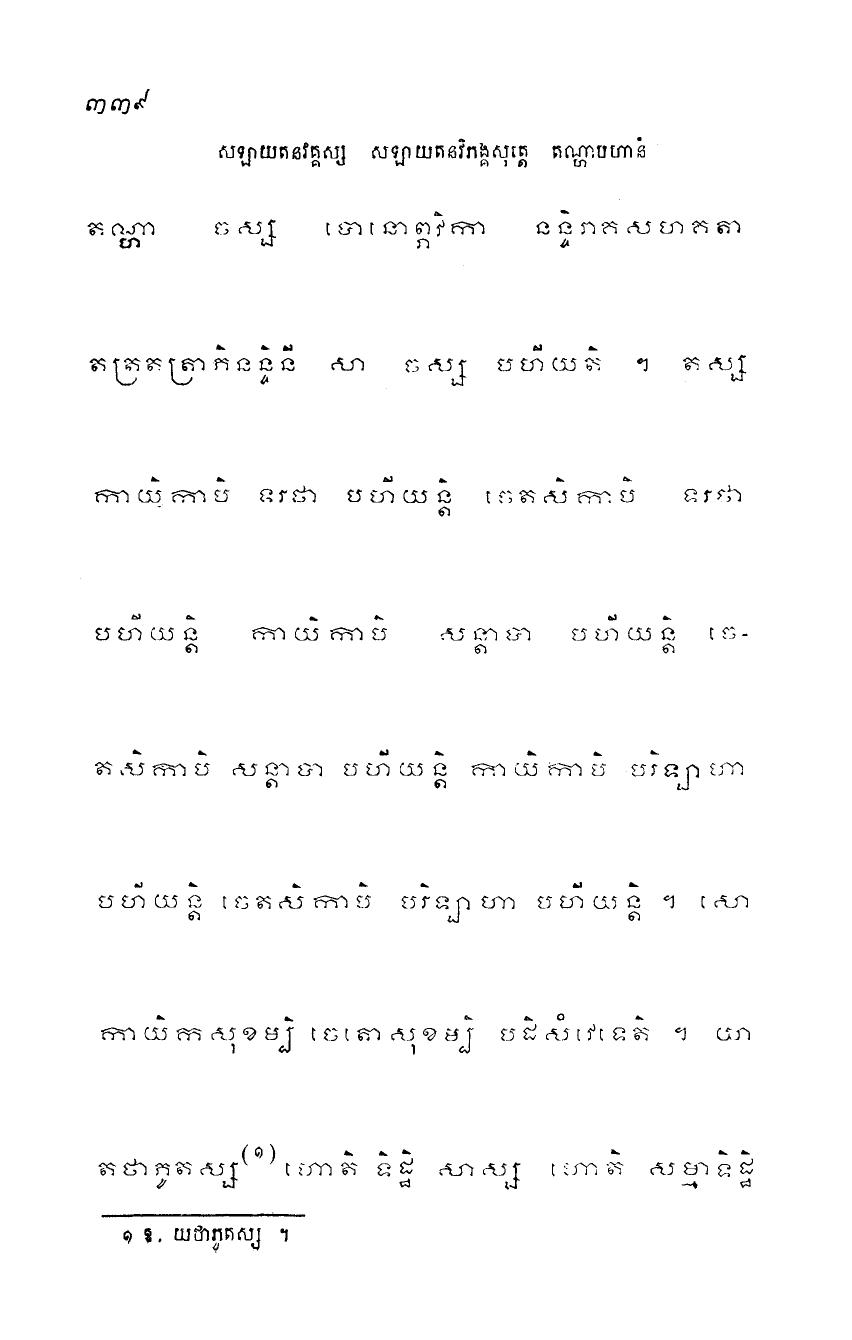 ៣៣៩
សឡាយតនវគ្គស្ស សឡាយតនវិភង្គសុត្តេ តណ្ហាបហានំ
តណ្ហា ចស្ស បោនោព្ភវិកា នន្ទិរាគសហគតា
តត្រតត្រាភិនន្ទិនី សា ចស្ស បហីយតិ ។ តស្ស
កាយិកាបិ ទរថា បហីយន្តិ ចេតសិកាបិ ទរថា
បហីយន្តិ កាយិកាបិ សន្តាបា បហីយន្តិ ចេ-
តសិកាបិ សន្តាបា បហីយន្តិ កាយិកាបិ បរិឡាហា
បហីយន្តិ ចេតសិកាបិ បរិឡាហា បហីយន្តិ ។ សោ
កាយិកសុខម្បិ ចេតោសុខម្បិ បដិសំវេទេតិ ។ យា
តថាភូតស្ស(១) ហោតិ ទិដ្ឋិ សាស្ស ហោតិ សម្មាទិដ្ឋិ
១ ឱ. យថាភូតស្ស ។